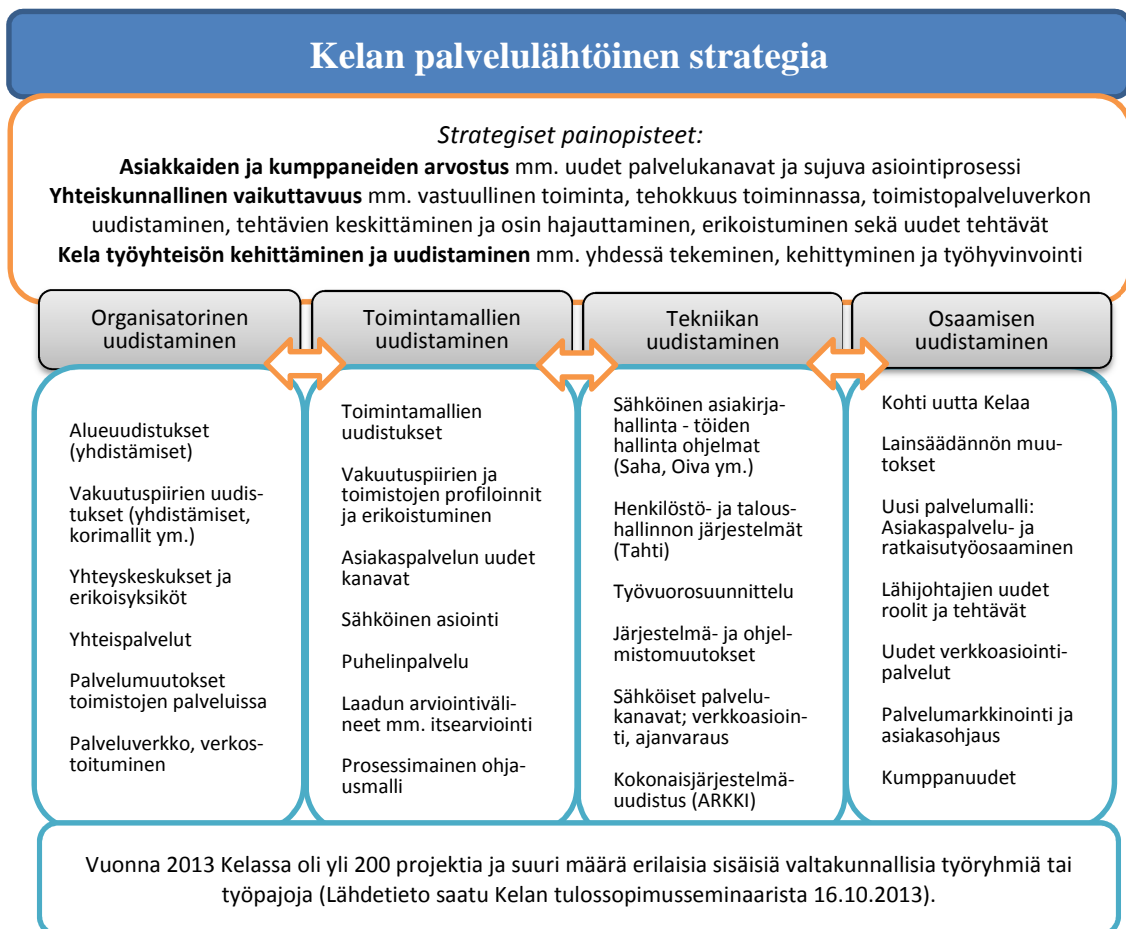 Kelan palvelulähtöinen strategia
Strategiset painopisteet:
Asiakkaiden ja kumppaneiden arvostus mm. uudet palvelukanavat ja sujuva asiointiprosessi
Yhteiskunnallinen vaikuttavuus mm. vastuullinen toiminta, tehokkuus toiminnassa, toimistopalveluverkon
uudistaminen, tehtävien keskittäminen ja osin hajauttaminen, erikoistuminen sekä uudet tehtävät
Kela työyhteisön kehittäminen ja uudistaminen mm. yhdessä tekeminen, kehittyminen ja työhyvinvointi
Organisatorinen
uudistaminen
Alueuudistukset
(yhdistämiset)
Vakuutuspiirien uudis-
tukset (yhdistämiset,
korimallit ym.)
Yhteyskeskukset ja
erikoisyksiköt
Yhteispalvelut
Palvelumuutokset
toimistojen palveluissa
Palveluverkko, verkos-
toituminen
Toimintamallien
uudistaminen
Toimintamallien
uudistukset
Vakuutuspiirien ja
toimistojen profiloinnit
ja erikoistuminen
Asiakaspalvelun uudet
kanavat
Sähköinen asiointi
Puhelinpalvelu
Laadun arviointiväli-
neet mm. itsearviointi
Prosessimainen ohja-
usmalli
Tekniikan
uudistaminen
Sähköinen asiakirja-
hallinta - töiden
hallinta ohjelmat
(Saha, Oiva ym.)
Henkilöstö- ja talous-
hallinnon järjestelmät
(Tahti)
Työvuorosuunnittelu
Järjestelmä- ja ohjel-
mistomuutokset
Sähköiset palvelu-
kanavat; verkkoasioin-
ti, ajanvaraus
Kokonaisjärjestelmä-
uudistus (ARKKI)
Osaamisen
uudistaminen
Kohti uutta Kelaa
Lainsäädännön muu-
tokset
Uusi palvelumalli:
Asiakaspalvelu- ja
ratkaisutyöosaaminen
Lähijohtajien uudet
roolit ja tehtävät
Uudet verkkoasiointi-
palvelut
Palvelumarkkinointi ja
asiakasohjaus
Kumppanuudet
Vuonna 2013 Kelassa oli yli 200 projektia ja suuri määrä erilaisia sisäisiä valtakunnallisia työryhmiä tai
työpajoja (Lähdetieto saatu Kelan tulossopimusseminaarista 16.10.2013).